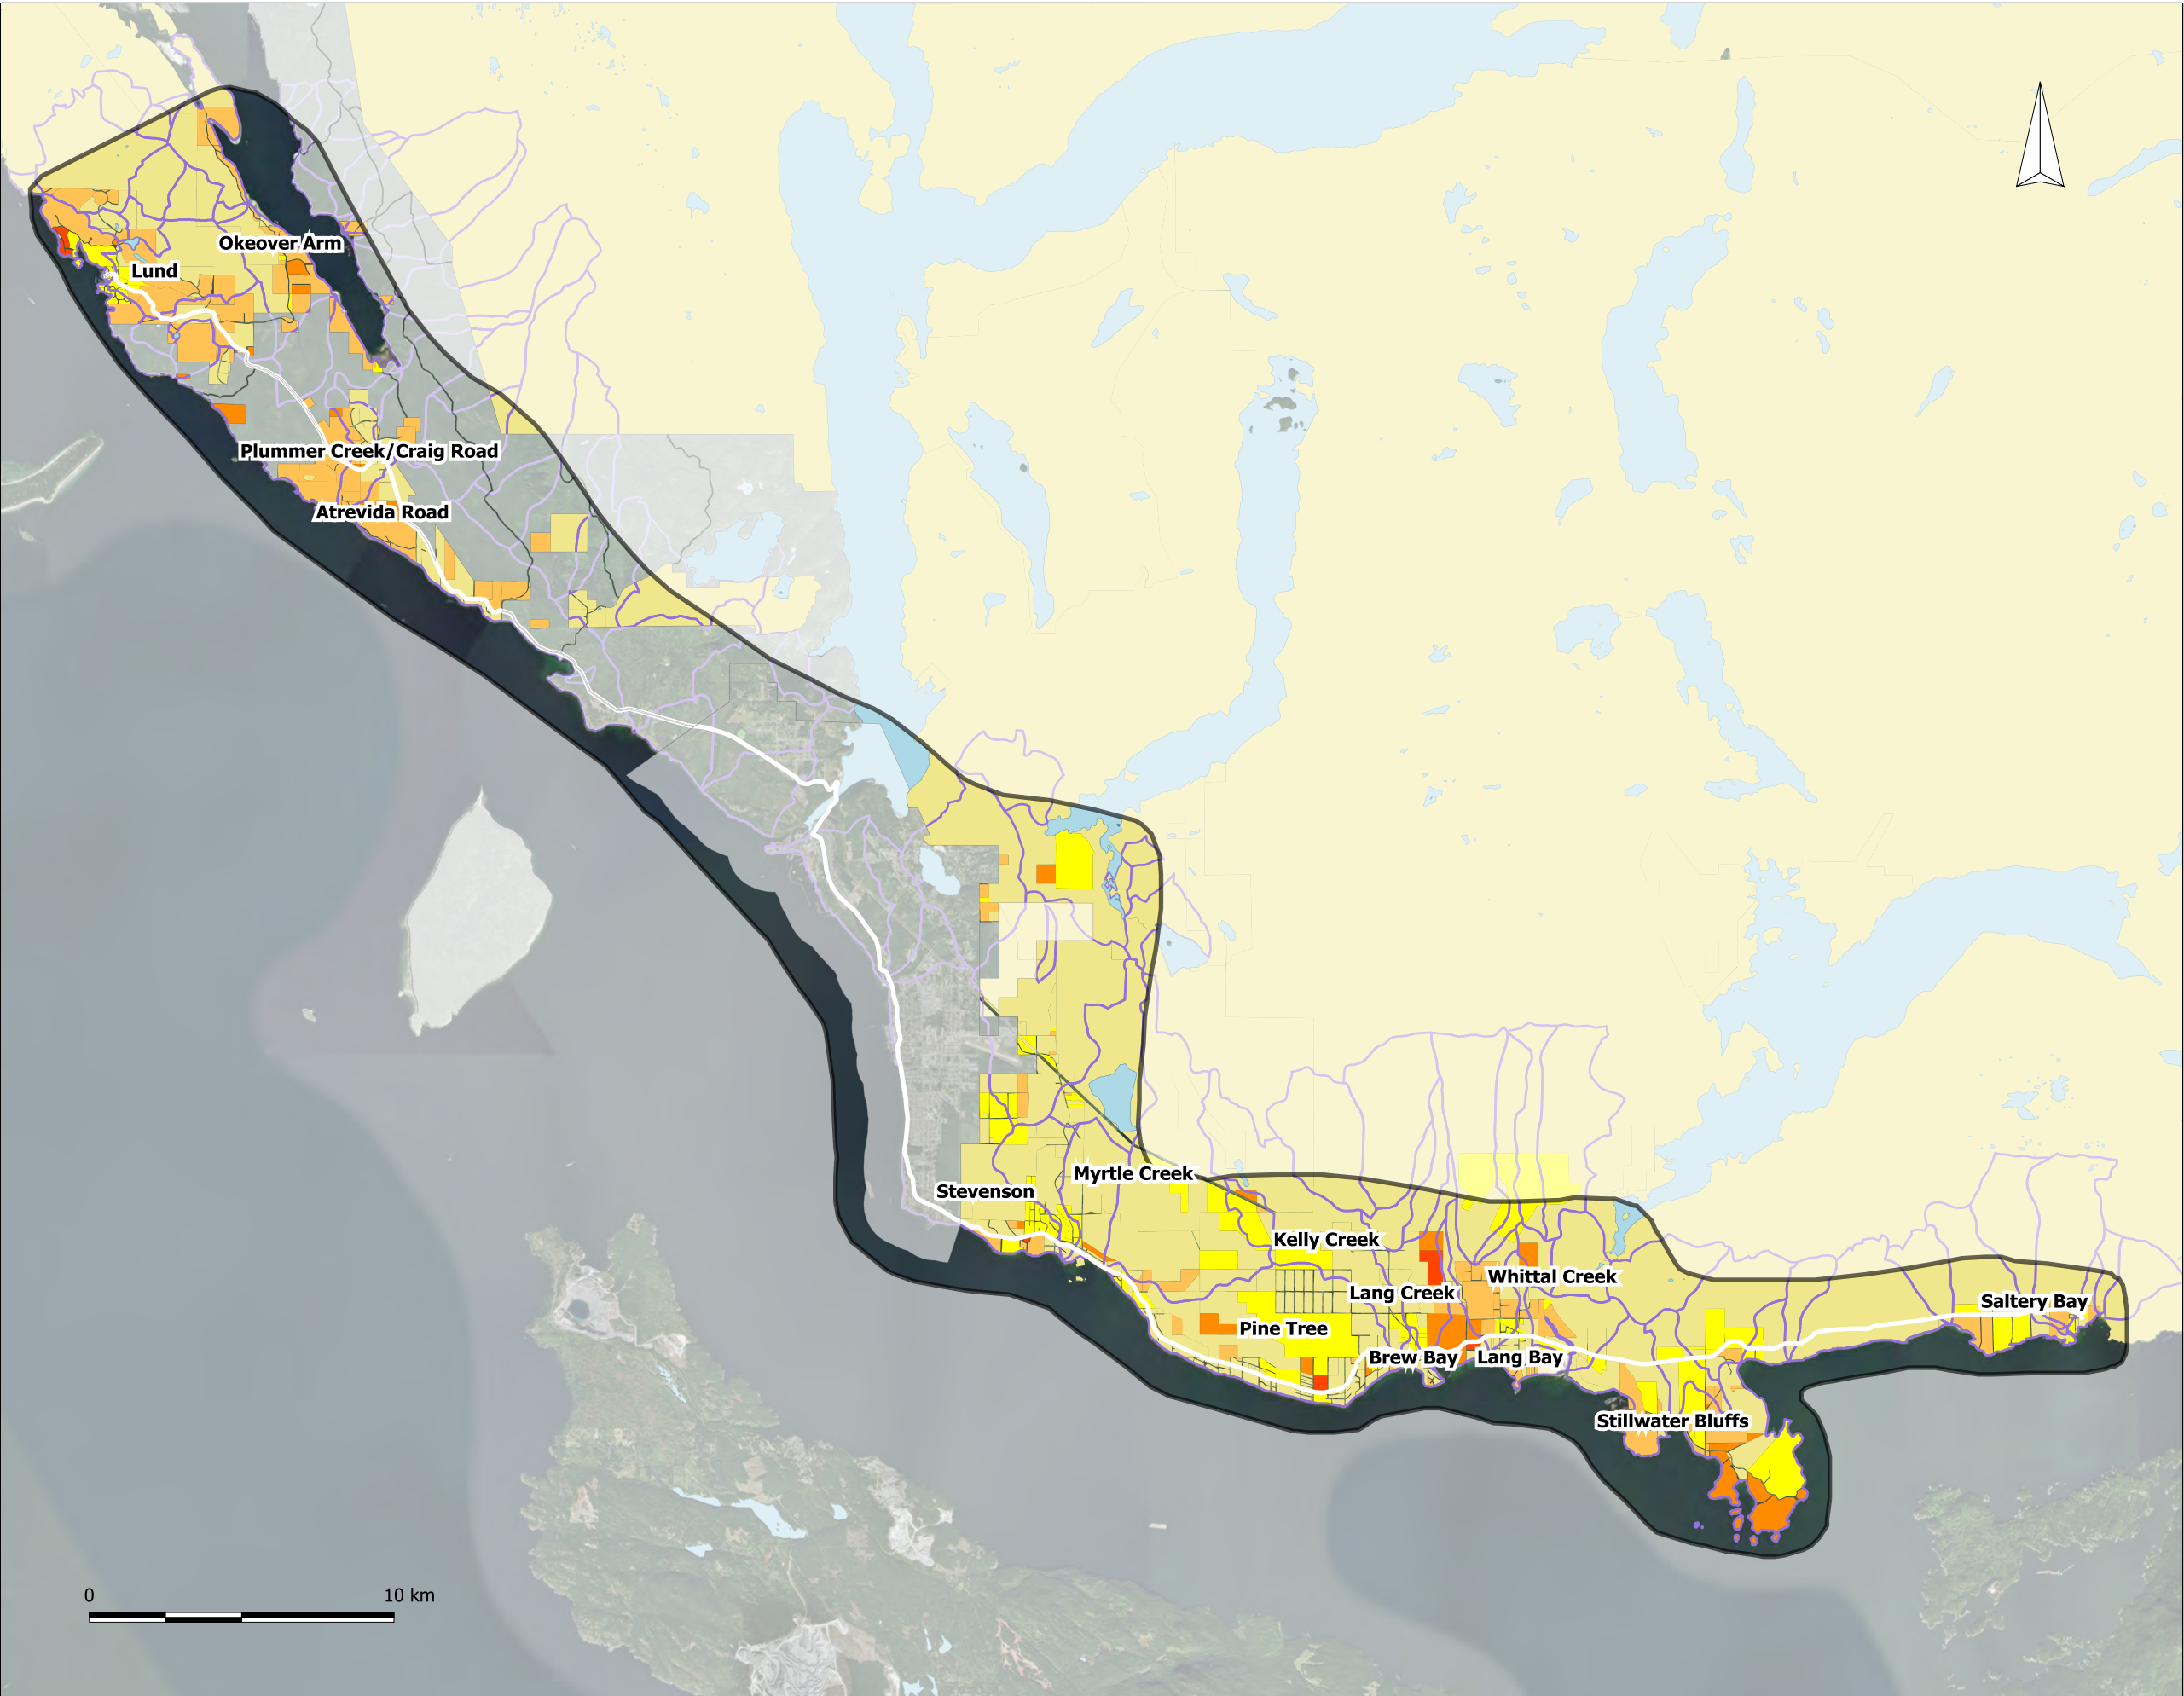 Okeover Arm
Lund
Plummer Creek/Craig Road
Atrevida Road
Myrtle Creek
Stevenson
Kelly Creek
Whittal Creek
Lang Creek
Saltery Bay
Pine Tree
Brew Bay
Lang Bay
Stillwater Bluffs
0 10 km